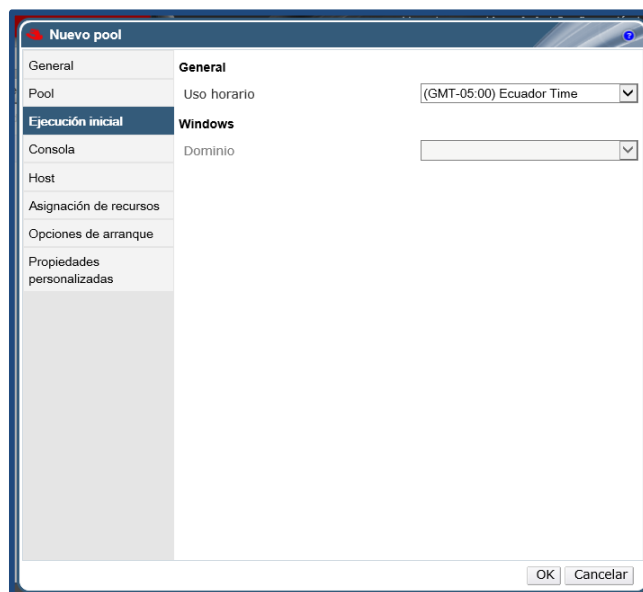 Nuevo pool
General
Pool
Ejecución inicial
Consola
Host
Asignación de recursos
Opciones de arranque
Propiedades
personalizadas
General
Uso horario
(GMT-05:00) Ecuador Time
Windows
Dominio
OK
Cancelar